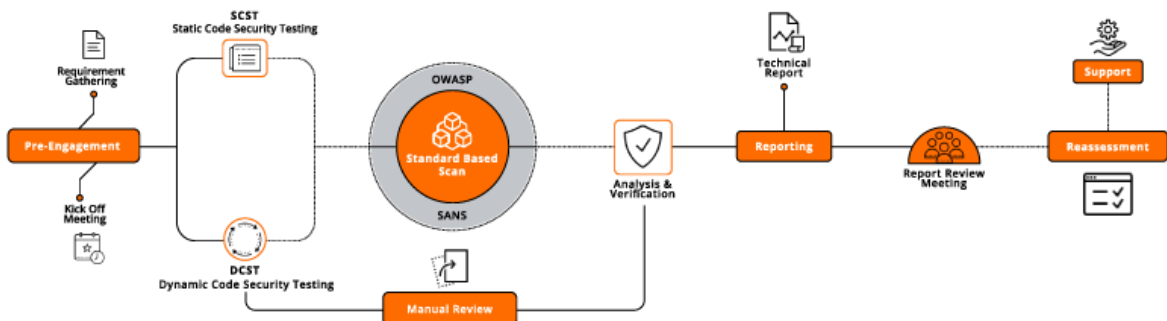 SCST
Static Code Security Testing
Requirement
Gathering
Pre-Engagement
Kick Off
Meeting
DCST
Dynamic Code Security Testing
OWASP
Standard Based
Scan
SANS
Manual Review
Analysis &
Verification
Technical
Report
Reporting
Report Review
Meeting
Support
Reassessment